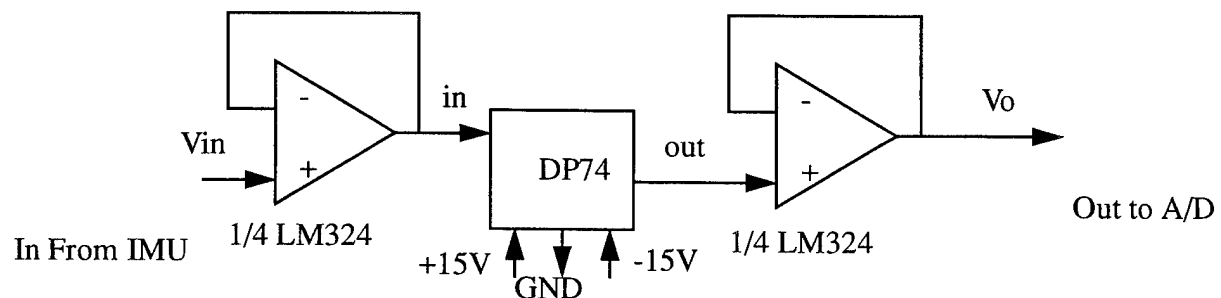 -
in
-
Vo
Vin
+
DP74
out
+
1/4 LM324
1/4 LM324
Out to A/D
In From IMU
+15V
GND
-15V